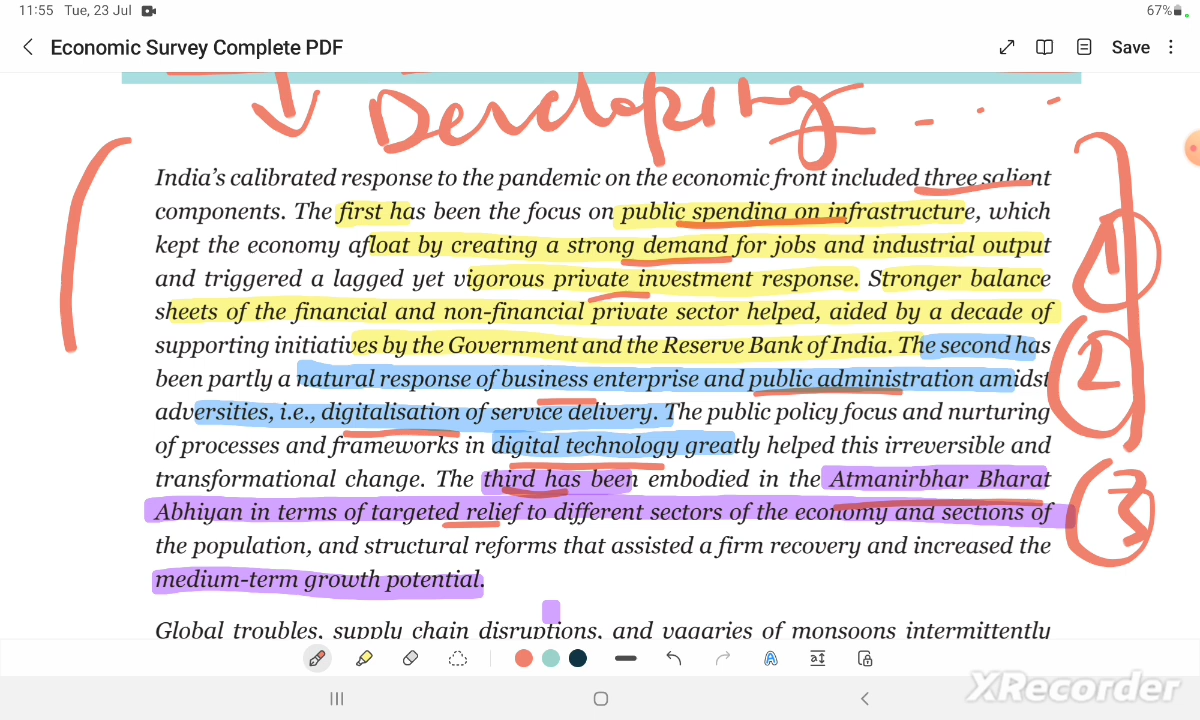 11:55 Tue, 23 Jul
67%
Economic Survey Complete PDF
Save
Developing
India's calibrated response to the pandemic on the economic front included three salient
components. The first has been the focus on public spending on infrastructure, which
kept the economy afloat by creating a strong demand for jobs and industrial output
and triggered a lagged yet vigorous private investment response. Stronger balance
sheets of the financial and non-financial private sector helped, aided by a decade of
supporting initiatives by the Government and the Reserve Bank of India. The second has
been partly a natural response of business enterprise and public administration amidst
adversities, i.e., digitalisation of service delivery. The public policy focus and nurturing
of processes and frameworks in digital technology greatly helped this irreversible and
transformational change. The third has been embodied in the Atmanirbhar Bharat
Abhiyan in terms of targeted relief to different sectors of the economy and sections of
the population, and structural reforms that assisted a firm recovery and increased the
medium-term growth potential.
1
2
3
Global troubles, supply chain disruptions, and vagaries of monsoons intermittently
XRecorder